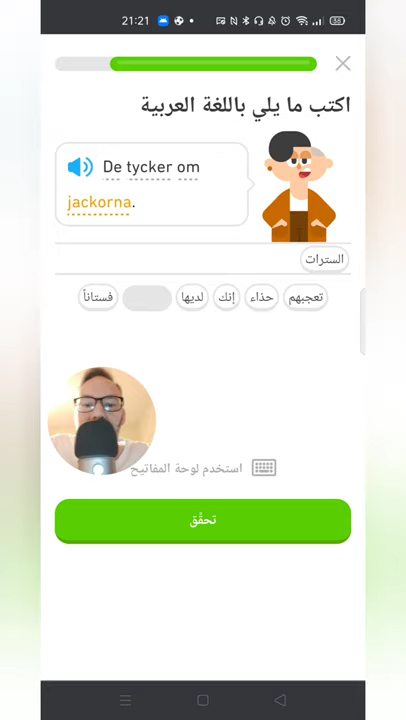 21:21
85
اكتب ما يلي باللغة العربية
De tycker om
jackorna.
السترات
تعجبهم حذاء إنك لديها فستاناً
استخدم لوحة المفاتيح
تحقَّق